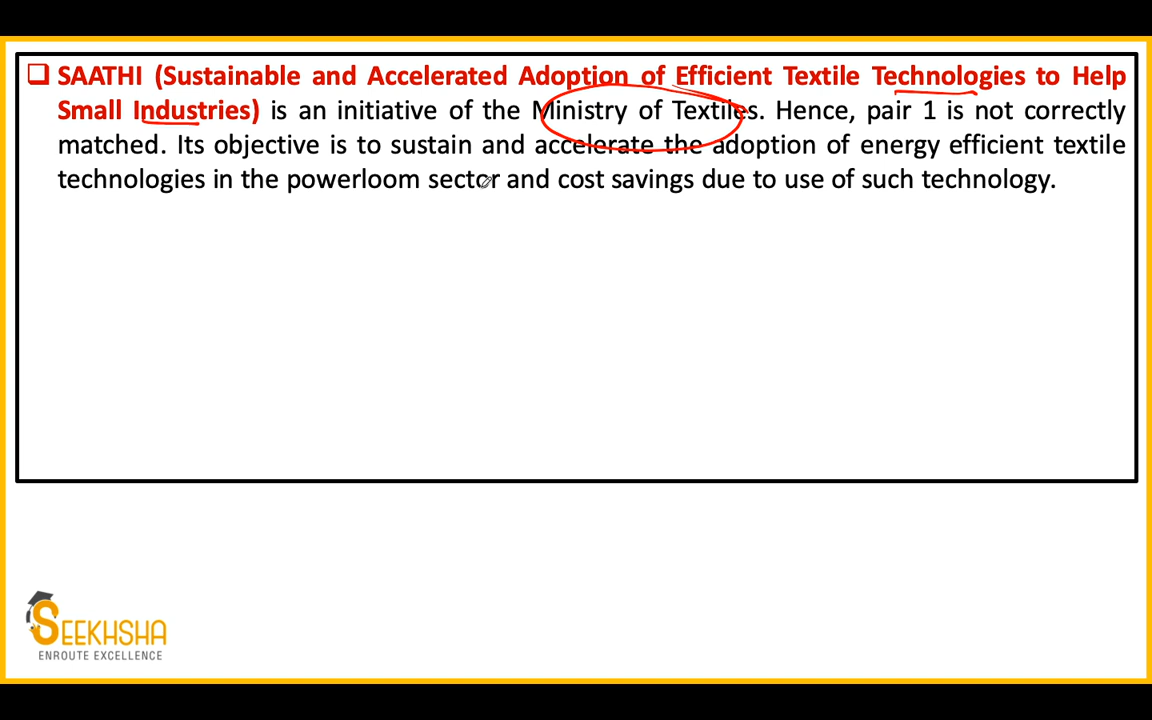 SAATHI (Sustainable and Accelerated Adoption of Efficient Textile Technologies to Help
Small Industries) is an initiative of the Ministry of Textiles. Hence, pair 1 is not correctly
matched. Its objective is to sustain and accelerate the adoption of energy efficient textile
technologies in the powerloom sector and cost savings due to use of such technology.
SEEKHSHA
ENROUTE EXCELLENCE